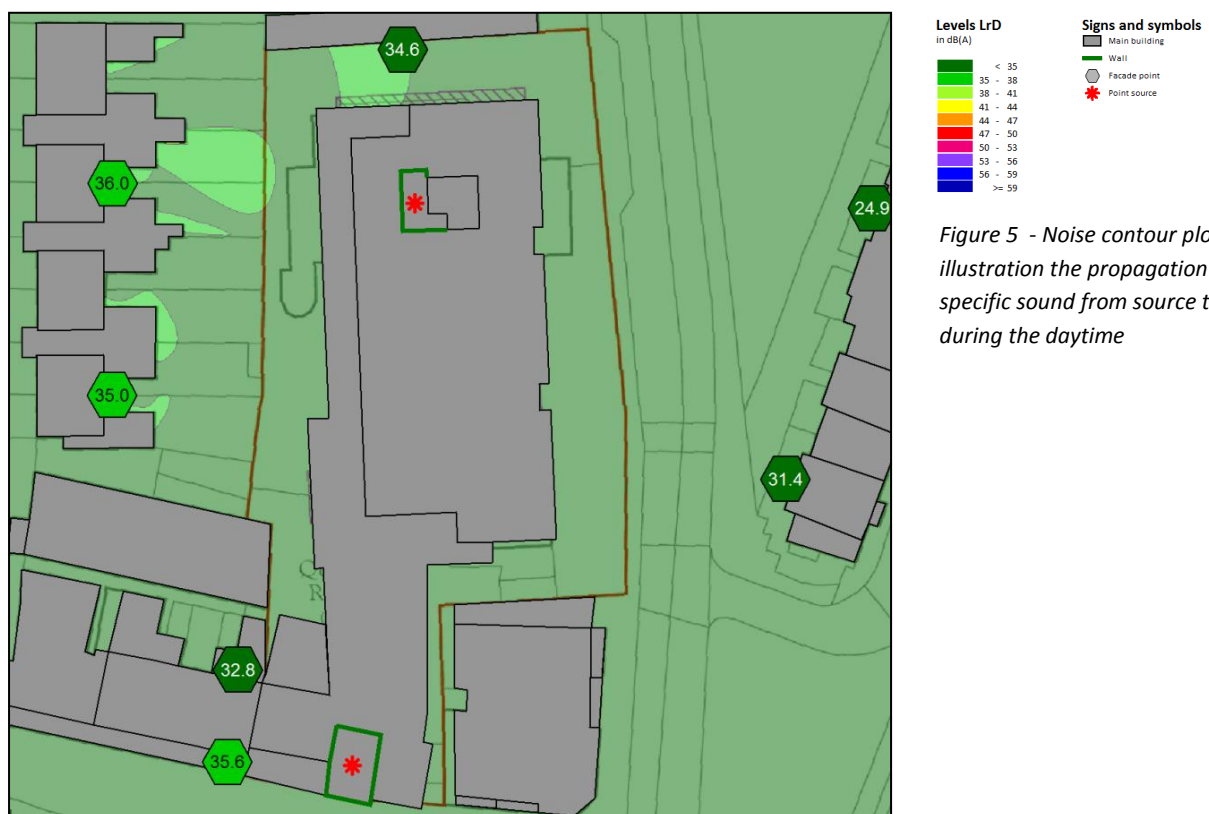 34.6
36.0
24.9
35.0
31.4
32.8
35.6
Levels LrD
in dB(A)
< 35
35 - 38
38 - 41
41 - 44
44 - 47
47 - 50
50 - 53
53 - 56
56 - 59
>= 59
Signs and symbols
Main building
Wall
Facade point
Point source
Figure 5 - Noise contour plo
illustration the propagation
specific sound from source t
during the daytime